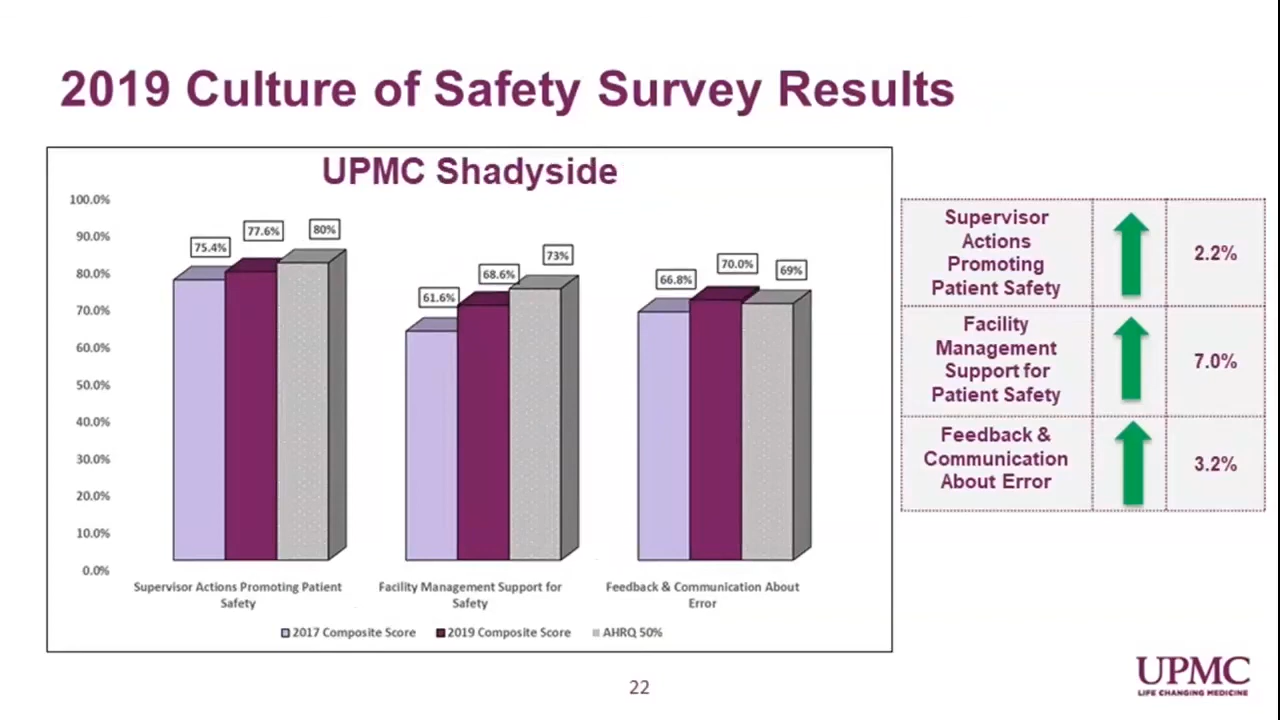 2019 Culture of Safety Survey Results
UPMC Shadyside
100.0%
90.0%
80.0%
70.0%
60.0%
50.0%
40.0%
30.0%
20.0%
10.0%
0.0%
75.4%
77.6%
80%
61.6%
68.6%
73%
66.8%
70.0%
69%
Supervisor Actions Promoting Patient
Safety
Facility Management Support for
Safety
Feedback & Communication About
Error
2017 Composite Score
2019 Composite Score
AHRQ 50%
Supervisor
Actions
Promoting
Patient Safety
2.2%
Facility
Management
Support for
Patient Safety
7.0%
Feedback &
Communication
About Error
3.2%
22
UPMC
LIFE CHANGING MEDICINE